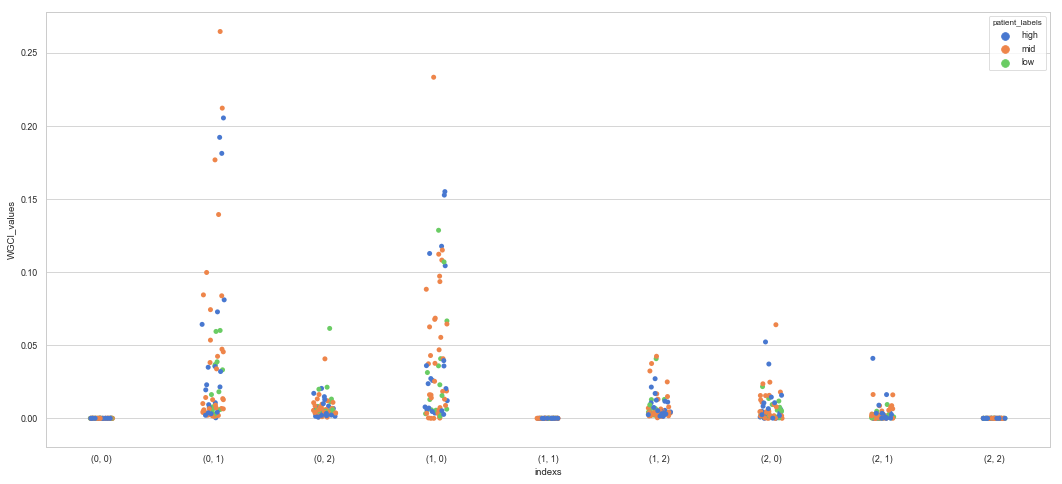 patient_labels
high
mid
low
0.25
0.20
0.15
0.10
0.05
0.00
WGCI_values
(0, 0) (0, 1) (0, 2) (1, 0) (1, 1) (1, 2) (2, 0) (2, 1) (2, 2)
indexs